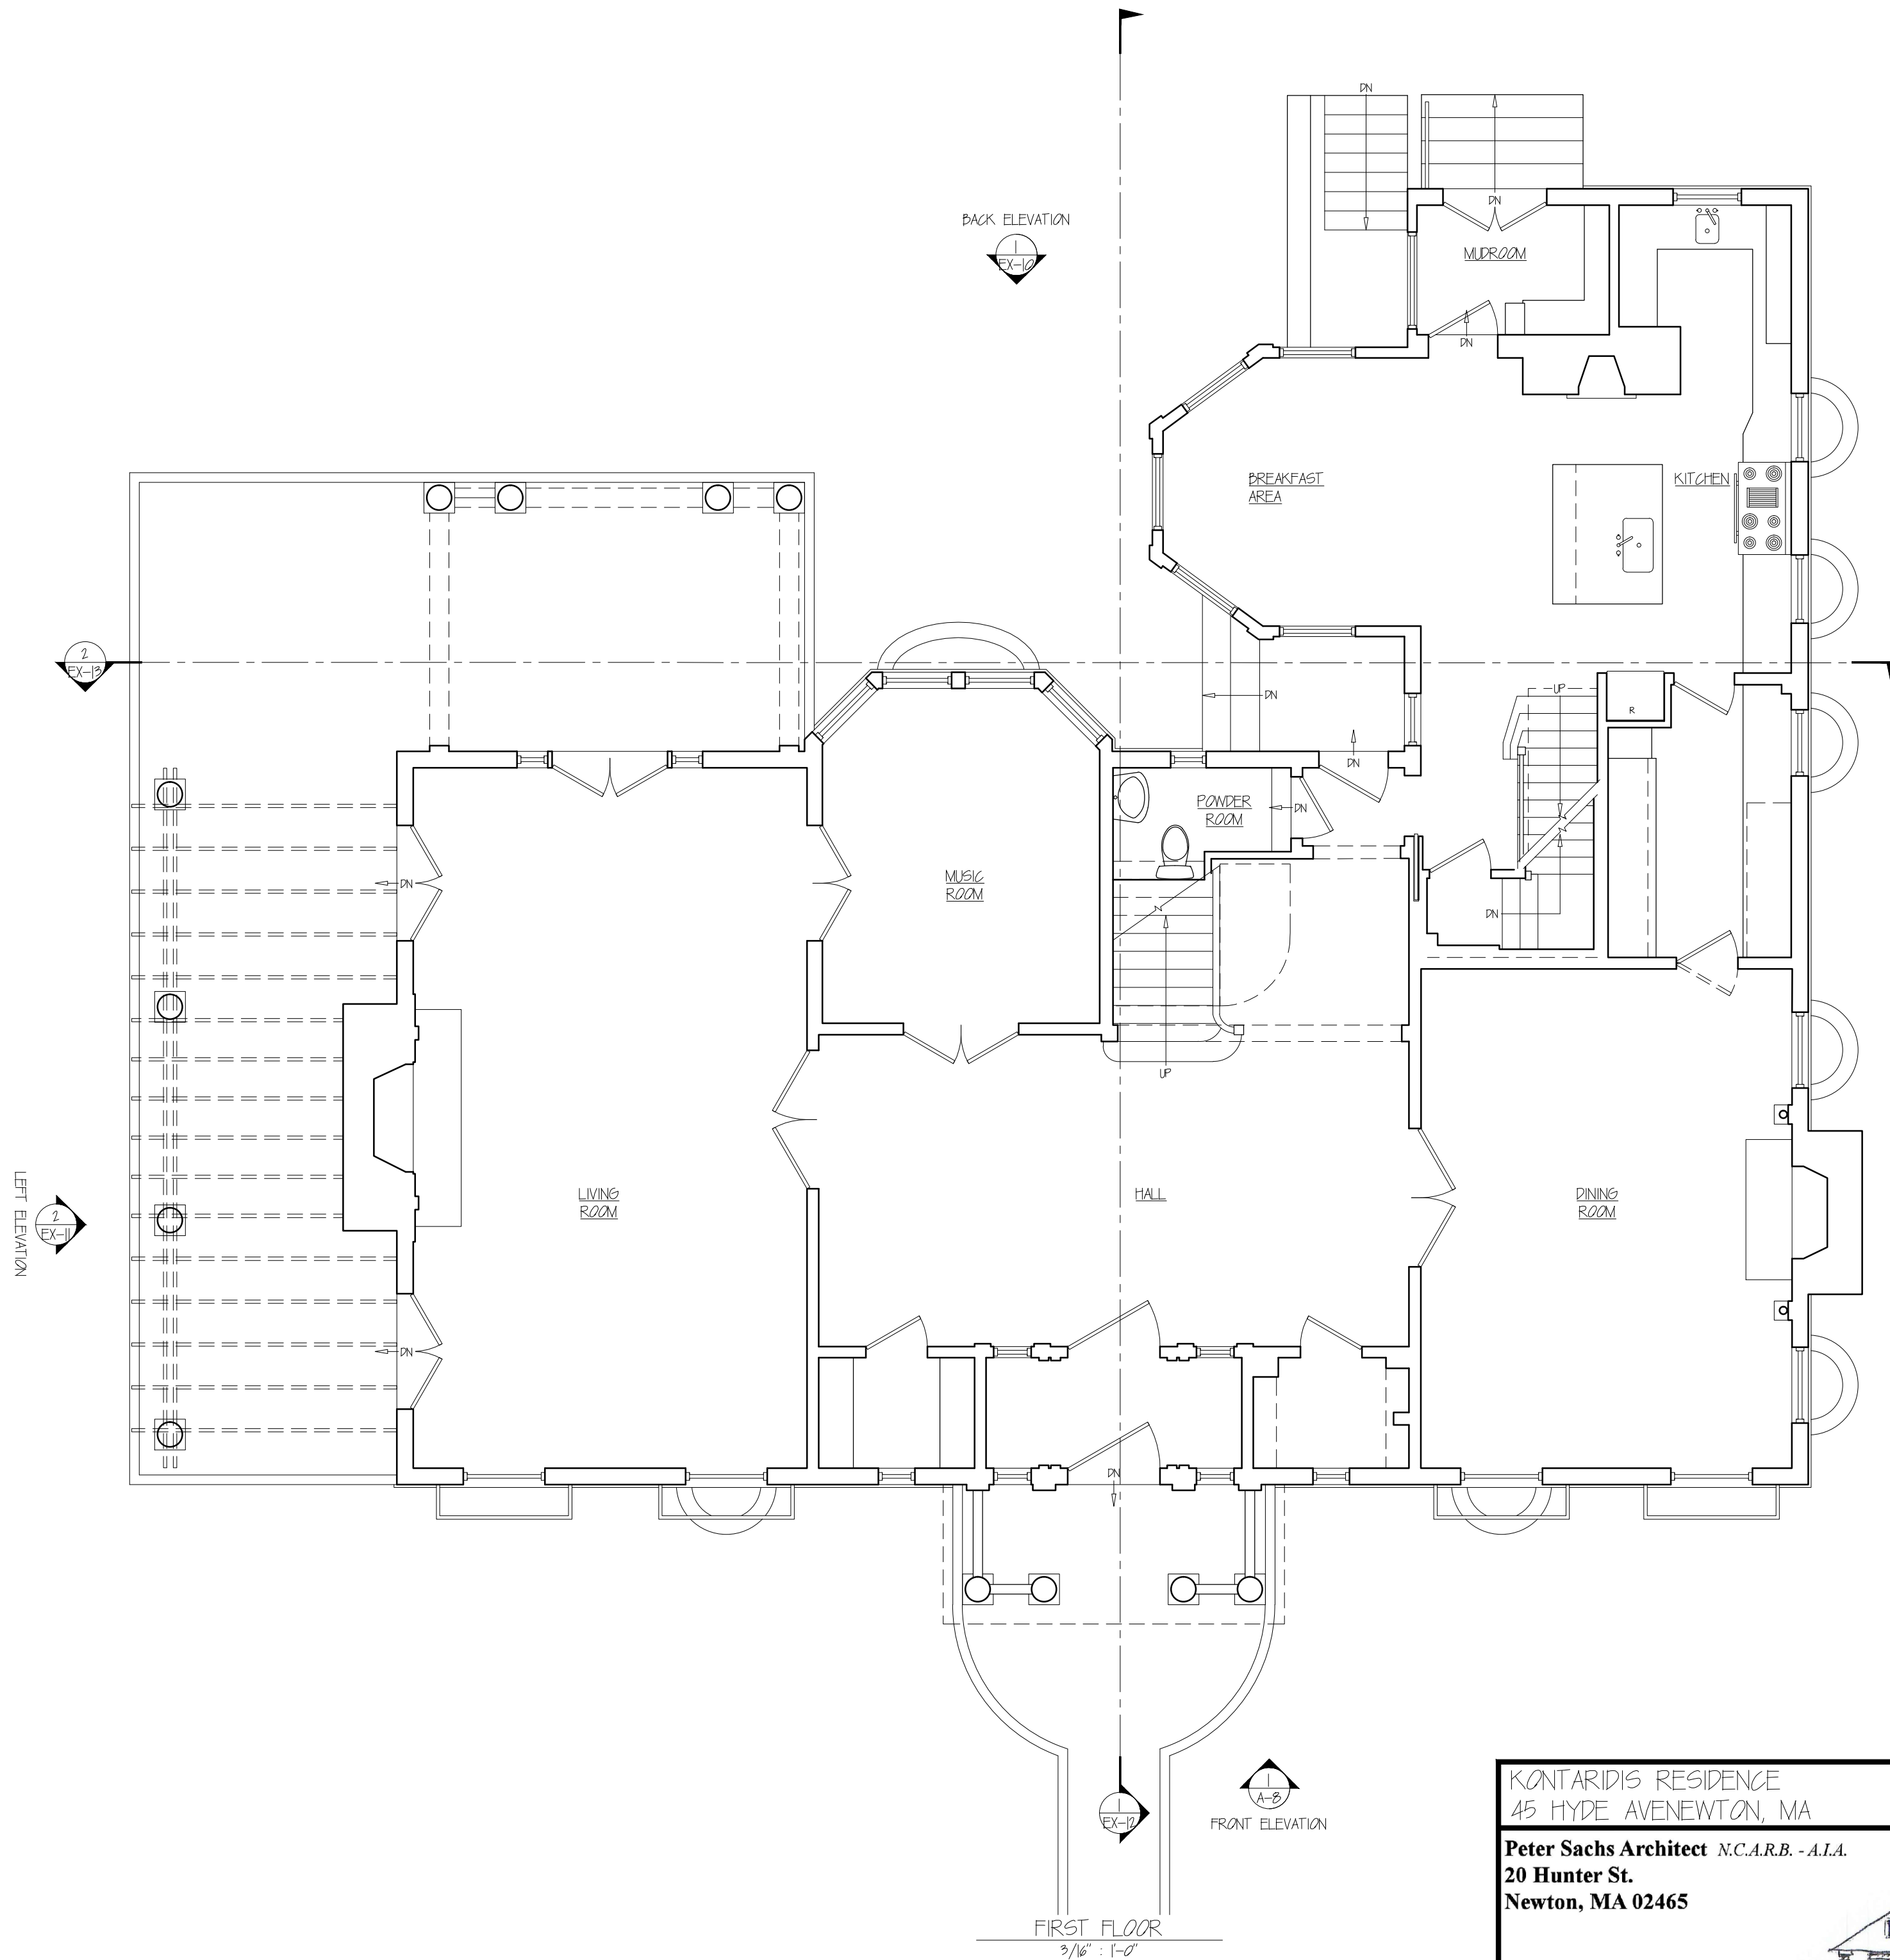 DN
DN
BACK ELEVATION
1
EX-10
MUDROOM
DN
BREAKFAST
AREA
KITCHEN
2
EX-13
DN
UP
R
DN
POWDER
ROOM
DN
DN
MUSIC
ROOM
DN
UP
LEFT ELEVATION
2
EX-11
LIVING
ROOM
HALL
DINING
ROOM
DN
DN
1
EX-12
1
A-8
FRONT ELEVATION
KONTARIDIS RESIDENCE
45 HYDE AVENEWTON, MA
Peter Sachs Architect N.C.A.R.B. - A.I.A.
20 Hunter St.
Newton, MA 02465
FIRST FLOOR
3/16" : 1'-0"